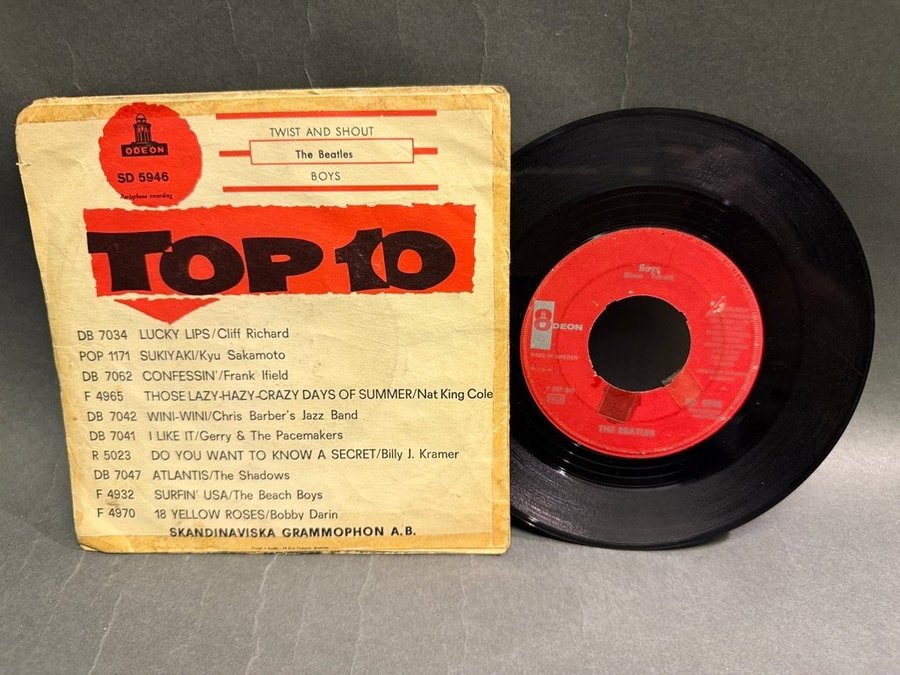 ODEON
SD 5946
Parlophone recording
TWIST AND SHOUT
The Beatles
BOYS
TOP 10
DB 7034 LUCKY LIPS/Cliff Richard
POP 1171 SUKIYAKI/Kyu Sakamoto
DB 7062 CONFESSIN'/Frank Ifield
F 4965 THOSE LAZY-HAZY-CRAZY DAYS OF SUMMER/Nat King Cole
DB 7042 WINI-WINI/Chris Barber's Jazz Band
DB 7041 I LIKE IT/Gerry & The Pacemakers
R 5023 DO YOU WANT TO KNOW A SECRET/Billy J. Kramer
DB 7047 ATLANTIS/The Shadows
F 4932 SURFIN' USA/The Beach Boys
F 4970 18 YELLOW ROSES/Bobby Darin
SKANDINAVISKA GRAMMOPHON A.B.
Boys
8
ODEON
MADE IN SWEDEN
THE BEATLES